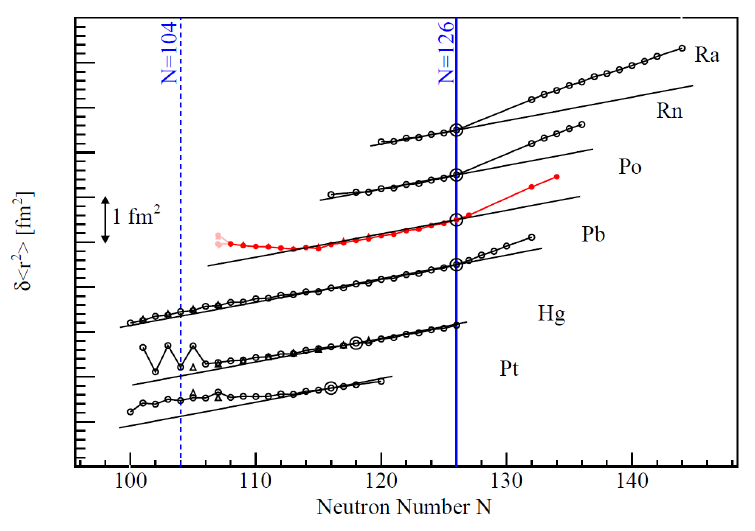 N=104
N=126
Ra
Rn
Po
Pb
Hg
Pt
1 fm²
δ<r²> [fm²]
100
110
120
130
140
Neutron Number N